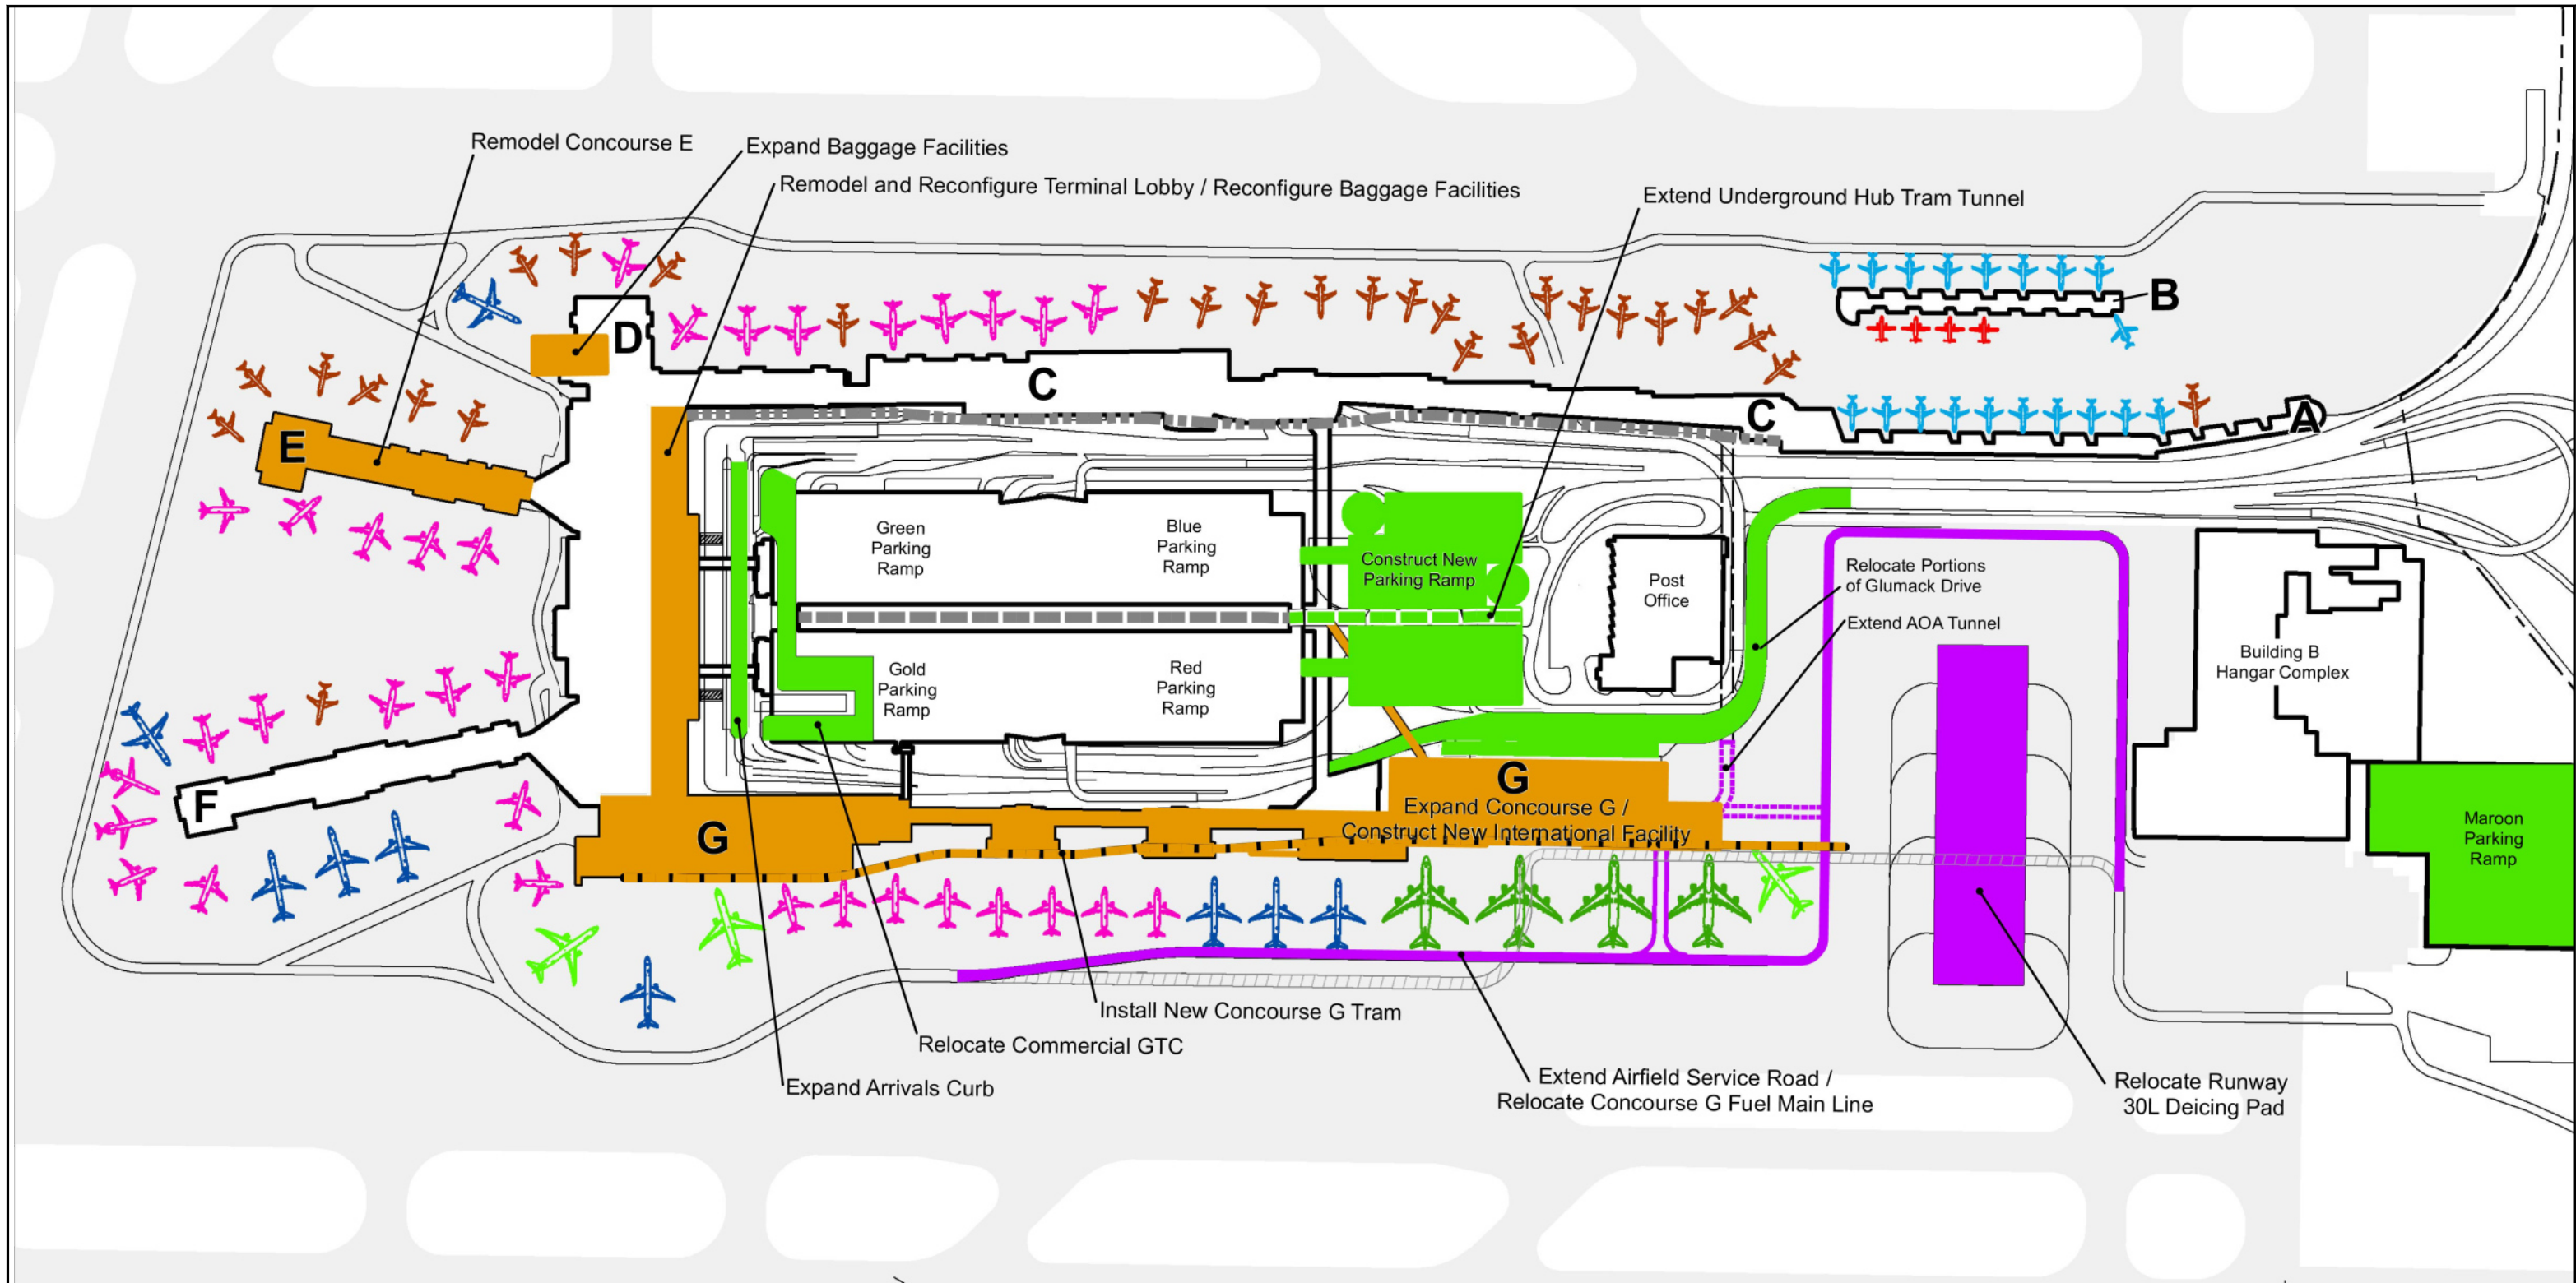 Remodel Concourse E
Expand Baggage Facilities
Remodel and Reconfigure Terminal Lobby / Reconfigure Baggage Facilities
Extend Underground Hub Tram Tunnel
B
D
C
C
A
E
Green
Parking
Ramp
Blue
Parking
Ramp
Construct New
Parking Ramp
Post
Office
Relocate Portions
of Glumack Drive
Extend AOA Tunnel
Building B
Hangar Complex
Gold
Parking
Ramp
Red
Parking
Ramp
F
G
G
Expand Concourse G /
Construct New International Facility
Maroon
Parking
Ramp
Install New Concourse G Tram
Relocate Commercial GTC
Expand Arrivals Curb
Extend Airfield Service Road /
Relocate Concourse G Fuel Main Line
Relocate Runway
30L Deicing Pad